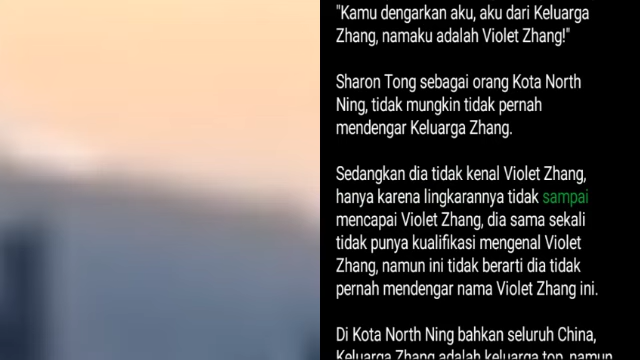 "Kamu dengarkan aku, aku dari Keluarga
Zhang, namaku adalah Violet Zhang!"
Sharon Tong sebagai orang Kota North
Ning, tidak mungkin tidak pernah
mendengar Keluarga Zhang.
Sedangkan dia tidak kenal Violet Zhang,
hanya karena lingkarannya tidak sampai
mencapai Violet Zhang, dia sama sekali
tidak punya kualifikasi mengenal Violet
Zhang, namun ini tidak berarti dia tidak
pernah mendengar nama Violet Zhang ini.
Di Kota North Ning bahkan seluruh China,
Keluarga Zhang adalah keluarga top, namun